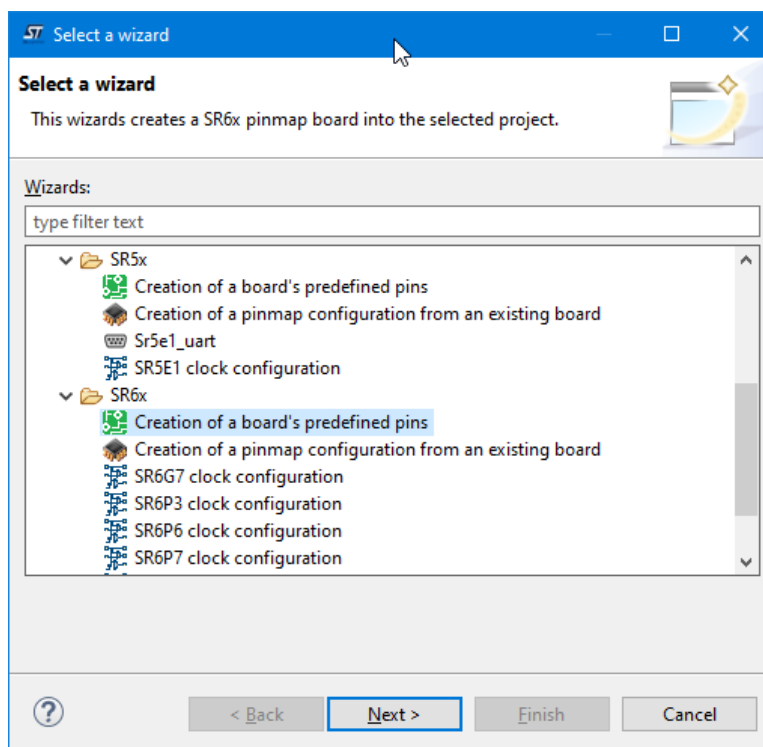 ST Select a wizard
Select a wizard
This wizards creates a SR6x pinmap board into the selected project.
Wizards:
type filter text
SR5x
Creation of a board's predefined pins
Creation of a pinmap configuration from an existing board
Sr5e1_uart
SR5E1 clock configuration
SR6x
Creation of a board's predefined pins
Creation of a pinmap configuration from an existing board
SR6G7 clock configuration
SR6P3 clock configuration
SR6P6 clock configuration
SR6P7 clock configuration
? < Back Next > Finish Cancel